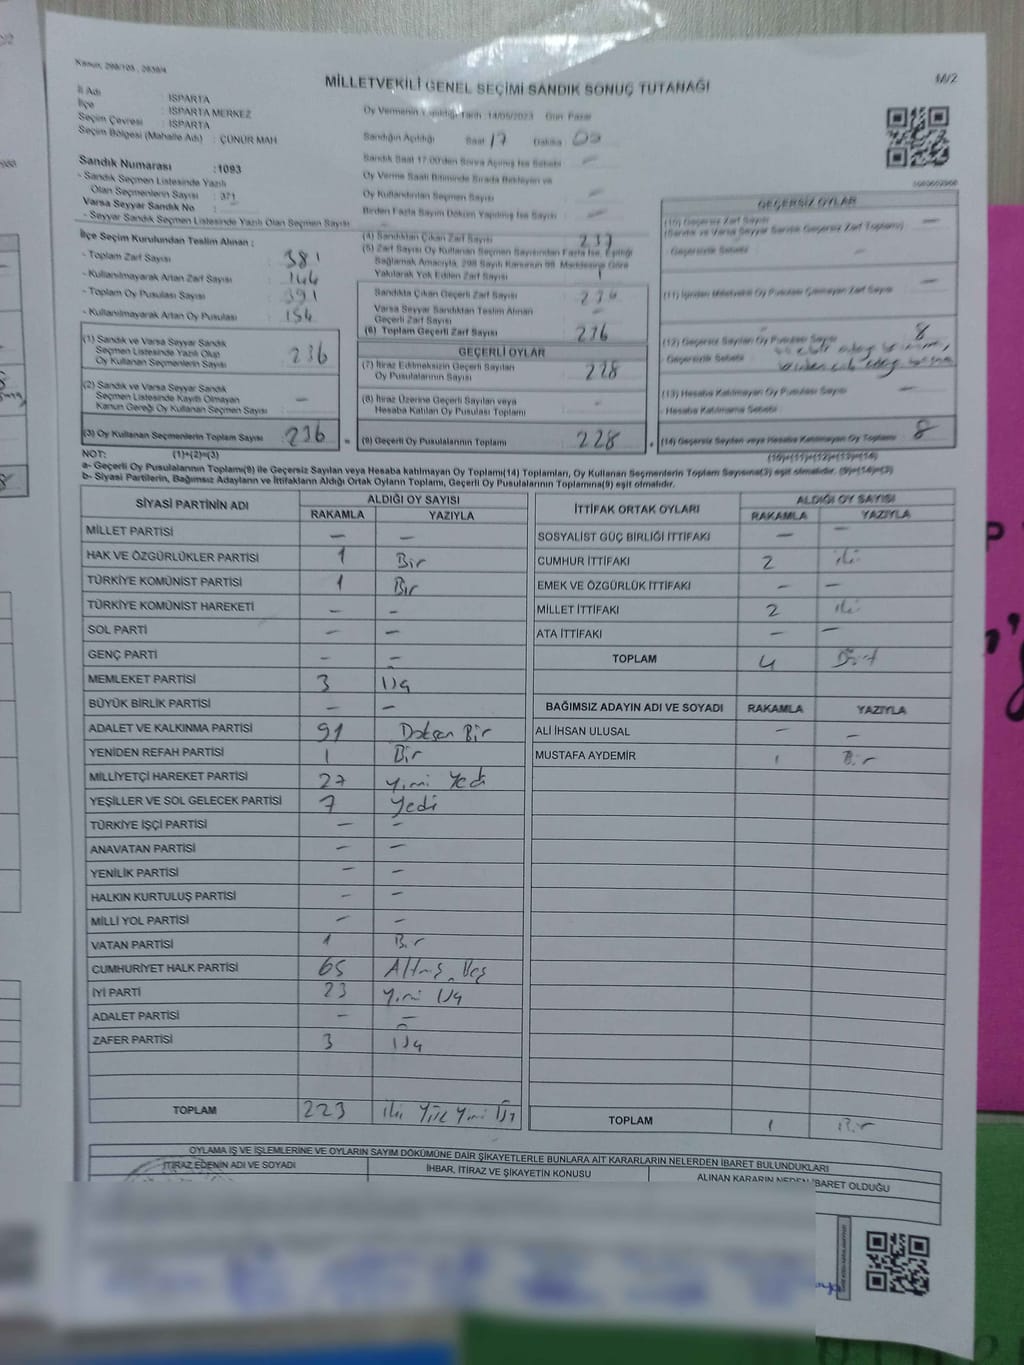 Kanun: 298/105, 2839/4
MİLLETVEKİLİ GENEL SEÇİMİ SANDIK SONUÇ TUTANAĞI
M/2
İl Adı : ISPARTA
İlçe : ISPARTA MERKEZ
Seçim Çevresi : ISPARTA
Seçim Bölgesi (Mahalle Adı) : ÇÜNÜR MAH
Sandık Numarası :1093
- Sandık Seçmen Listesinde Yazılı
Olan Seçmenlerin Sayısı : 371
Varsa Seyyar Sandık No
- Seyyar Sandık Seçmen Listesinde Yazılı Olan Seçmen Sayısı
İlçe Seçim Kurulundan Teslim Alınan :
- Toplam Zarf Sayısı : 381
- Kullanılmayarak Artan Zarf Sayısı : 144
- Toplam Oy Pusulası Sayısı : 391
- Kullanılmayarak Artan Oy Pusulası : 154
(1) Sandık ve Varsa Seyyar Sandık
Seçmen Listesinde Yazılı Olup
Oy Kullanan Seçmenlerin Sayısı : 236
(2) Sandık ve Varsa Seyyar Sandık
Seçmen Listesinde Kayıtlı Olmayan
Kanun Gereği Oy Kullanan Seçmen Sayısı : -
(3) Oy Kullanan Seçmenlerin Toplam Sayısı : 236 =
Oy Vermenin Yapıldığı Tarih :14/05/2023 Gün: Pazar
Sandığın Açıldığı Saat 17 Dakika 00
Sandık Saat 17:00'den Sonra Açılmış İse Sebebi -
Oy Verme Saati Bitiminde Sırada Bekleyen ve
Oy Kullandırılan Seçmen Sayısı -
Birden Fazla Sayım Döküm Yapılmış İse Sayısı -
(4) Sandıktan Çıkan Zarf Sayısı : 237
(5) Zarf Sayısı Oy Kullanan Seçmen Sayısından Fazla İse, Eşitliği
Sağlamak Amacıyla, 298 Sayılı Kanunun 98. Maddesine Göre
Yakılarak Yok Edilen Zarf Sayısı : 1
Sandıkta Çıkan Geçerli Zarf Sayısı : 236
Varsa Seyyar Sandıktan Teslim Alınan
Geçerli Zarf Sayısı : -
(6) Toplam Geçerli Zarf Sayısı : 236
GEÇERLİ OYLAR
(7) İtiraz Edilmeksizin Geçerli Sayılan
Oy Pusulalarının Sayısı : 228
(8) İtiraz Üzerine Geçerli Sayılan veya
Hesaba Katılan Oy Pusulası Toplamı : -
(9) Geçerli Oy Pusulalarının Toplamı : 228 +
GEÇERSİZ OYLAR
(10) Geçersiz Zarf Sayısı -
(Sandık ve Varsa Seyyar Sandık Geçersiz Zarf Toplamı)
- Geçersizlik Sebebi -
(11) İçinden Milletvekili Oy Pusulası Çıkmayan Zarf Sayısı -
(12) Geçersiz Sayılan Oy Pusulası Sayısı 8
Geçersizlik Sebebi
(13) Hesaba Katılmayan Oy Pusulası Sayısı -
- Hesaba Katılmama Sebebi
(14) Geçersiz Sayılan veya Hesaba Katılmayan Oy Toplamı : 8
NOT: (1)+(2)=(3) (10)+(11)+(12)+(13)=(14)
a- Geçerli Oy Pusulalarının Toplamı(9) ile Geçersiz Sayılan veya Hesaba katılmayan Oy Toplamı(14) Toplamları, Oy Kullanan Seçmenlerin Toplam Sayısına(3) eşit olmalıdır. (9)+(14)=(3)
b- Siyasi Partilerin, Bağımsız Adayların ve İttifakların Aldığı Ortak Oyların Toplamı, Geçerli Oy Pusulalarının Toplamına(9) eşit olmalıdır.
SİYASİ PARTİNİN ADI ALDIĞI OY SAYISI
RAKAMLA YAZIYLA
MİLLET PARTİSİ - -
HAK VE ÖZGÜRLÜKLER PARTİSİ 1 Bir
TÜRKİYE KOMÜNİST PARTİSİ 1 Bir
TÜRKİYE KOMÜNİST HAREKETİ - -
SOL PARTİ - -
GENÇ PARTİ - -
MEMLEKET PARTİSİ 3 Üç
BÜYÜK BİRLİK PARTİSİ - -
ADALET VE KALKINMA PARTİSİ 91 Doksan Bir
YENİDEN REFAH PARTİSİ 1 Bir
MİLLİYETÇİ HAREKET PARTİSİ 27 Yirmi Yedi
YEŞİLLER VE SOL GELECEK PARTİSİ 7 Yedi
TÜRKİYE İŞÇİ PARTİSİ - -
ANAVATAN PARTİSİ - -
YENİLİK PARTİSİ - -
HALKIN KURTULUŞ PARTİSİ - -
MİLLİ YOL PARTİSİ - -
VATAN PARTİSİ 1 Bir
CUMHURİYET HALK PARTİSİ 65 Altmış Beş
İYİ PARTİ 23 Yirmi Üç
ADALET PARTİSİ - -
ZAFER PARTİSİ 3 Üç
TOPLAM 223 İki Yüz Yirmi Üç
İTTİFAK ORTAK OYLARI ALDIĞI OY SAYISI
RAKAMLA YAZIYLA
SOSYALİST GÜÇ BİRLİĞİ İTTİFAKI - -
CUMHUR İTTİFAKI 2 iki
EMEK VE ÖZGÜRLÜK İTTİFAKI - -
MİLLET İTTİFAKI 2 iki
ATA İTTİFAKI - -
TOPLAM 4 Dört
BAĞIMSIZ ADAYIN ADI VE SOYADI RAKAMLA YAZIYLA
ALİ İHSAN ULUSAL - -
MUSTAFA AYDEMİR 1 Bir
TOPLAM 1 Bir
OYLAMA İŞ VE İŞLEMLERİNE VE OYLARIN SAYIM DÖKÜMÜNE DAİR ŞİKAYETLERLE BUNLARA AİT KARARLARIN NELERDEN İBARET BULUNDUKLARI
İTİRAZ EDENİN ADI VE SOYADI
İHBAR, İTİRAZ VE ŞİKAYETİN KONUSU
ALINAN KARARIN NEDEN İBARET OLDUĞU